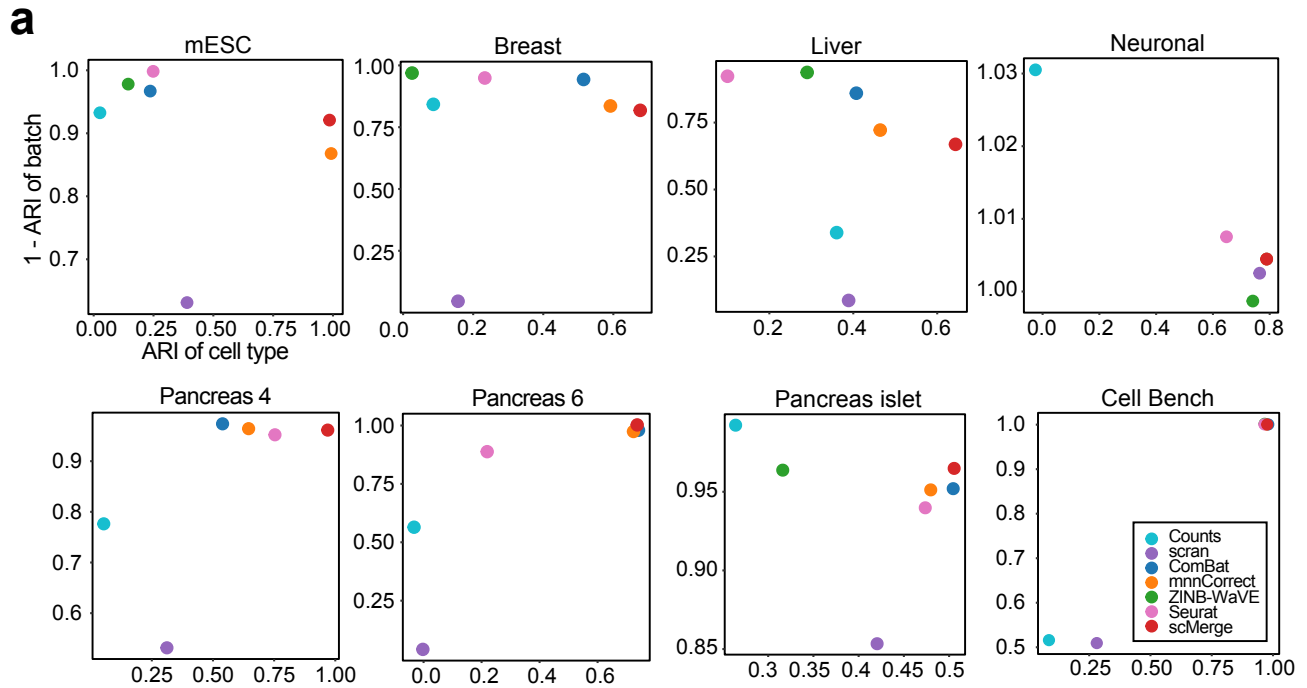 a
mESC
Breast
Liver
Neuronal
1 - ARI of batch
1.0
0.9
0.8
0.7
0.00 0.25 0.50 0.75 1.00
ARI of cell type
1.00
0.75
0.50
0.25
0.0 0.2 0.4 0.6
0.75
0.50
0.25
0.2 0.4 0.6
1.03
1.02
1.01
1.00
0.0 0.2 0.4 0.6 0.8
Pancreas 4
Pancreas 6
Pancreas islet
Cell Bench
0.9
0.8
0.7
0.6
0.25 0.50 0.75 1.00
1.00
0.75
0.50
0.25
0.0 0.2 0.4 0.6
0.95
0.90
0.85
0.3 0.35 0.4 0.45 0.5
1.0
0.9
0.8
0.7
0.6
0.5
0.25 0.50 0.75 1.00
Counts
scran
ComBat
mnnCorrect
ZINB-WaVE
Seurat
scMerge